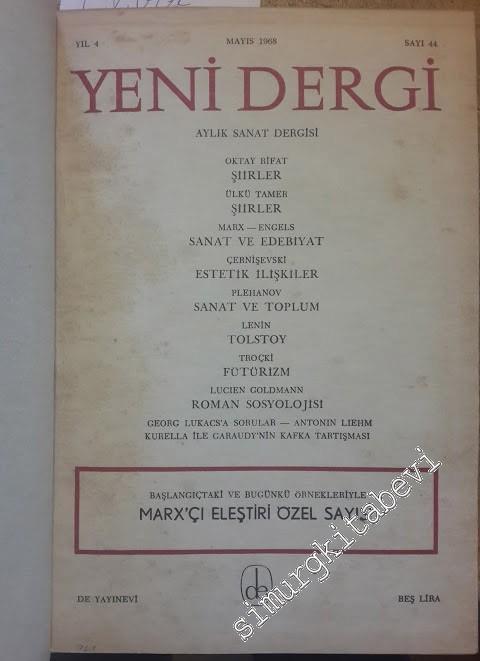 YIL 4 MAYIS 1968 SAYI 44
YENİ DERGİ
AYLIK SANAT DERGİSİ
OKTAY RİFAT
ŞİİRLER
ÜLKÜ TAMER
ŞİİRLER
MARX — ENGELS
SANAT VE EDEBİYAT
ÇERNİŞEVSKİ
ESTETİK İLİŞKİLER
PLEHANOV
SANAT VE TOPLUM
LENİN
TOLSTOY
TROÇKİ
FÜTÜRİZM
LUCIEN GOLDMANN
ROMAN SOSYOLOJİSİ
GEORG LUKACS'A SORULAR — ANTONIN LIEHM
KURELLA İLE GARAUDY'NİN KAFKA TARTIŞMASI
BAŞLANGIÇTAKİ VE BUGÜNKÜ ÖRNEKLERİYLE
MARX'ÇI ELEŞTİRİ ÖZEL SAYISI
de
DE YAYINEVİ BEŞ LİRA
simurgkitabevi